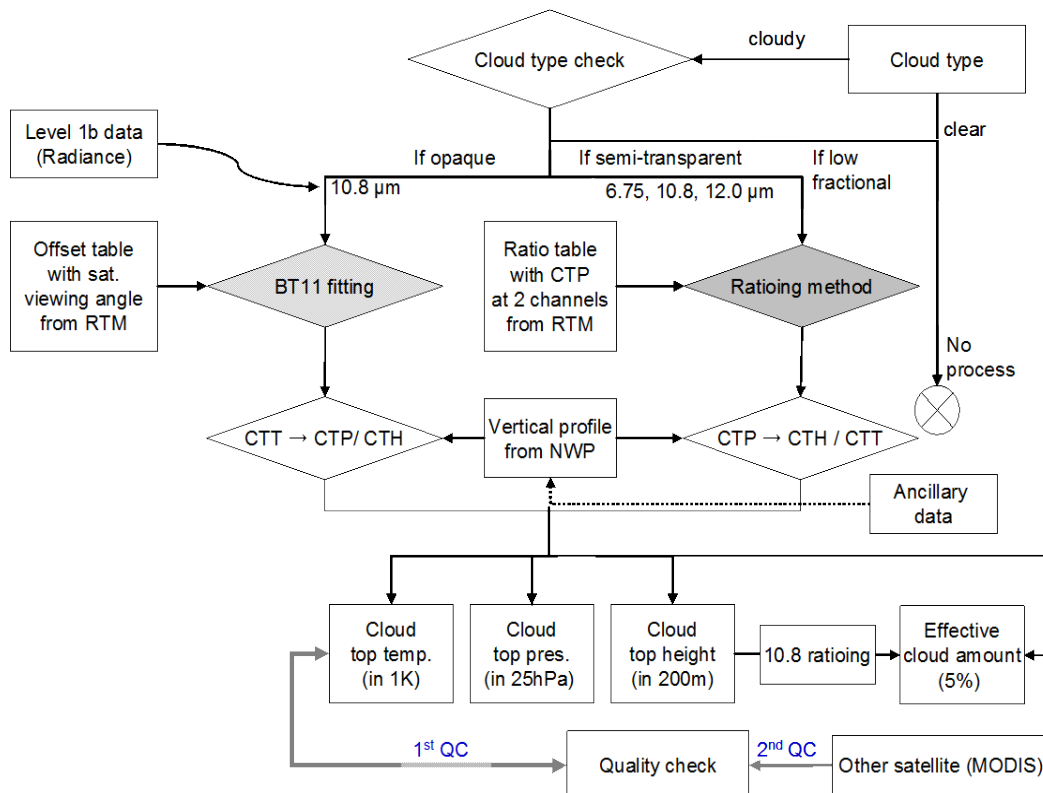 Cloud type check
cloudy
Cloud type
clear
Level 1b data
(Radiance)
If opaque
10.8 µm
If semi-transparent
6.75, 10.8, 12.0 µm
If low
fractional
Offset table
with sat.
viewing angle
from RTM
BT11 fitting
Ratio table
with CTP
at 2 channels
from RTM
Ratioing method
No
process
CTT → CTP/ CTH
Vertical profile
from NWP
CTP → CTH / CTT
Ancillary
data
Cloud
top temp.
(in 1K)
Cloud
top pres.
(in 25hPa)
Cloud
top height
(in 200m)
10.8 ratioing
Effective
cloud amount
(5%)
1st QC
Quality check
2nd QC
Other satellite (MODIS)